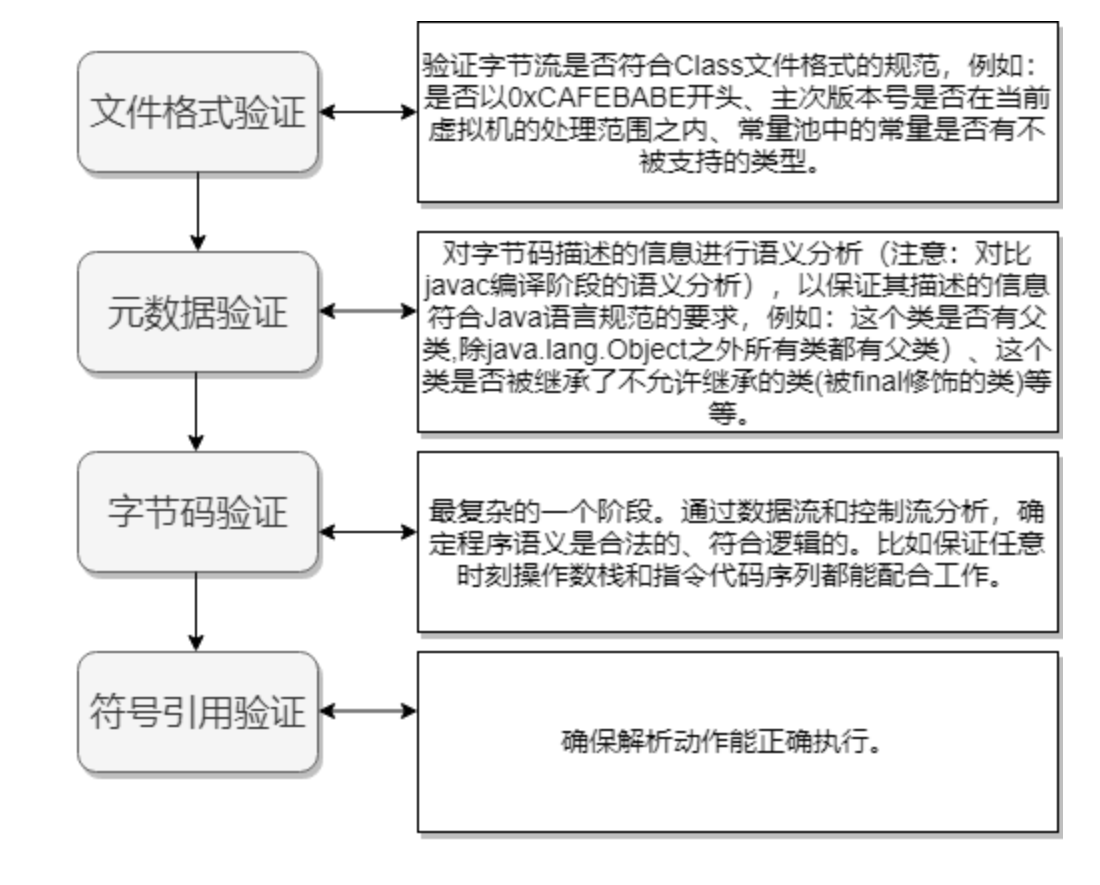 文件格式验证
验证字节流是否符合Class文件格式的规范，例如：
是否以0xCAFEBABE开头、主次版本号是否在当前
虚拟机的处理范围之内、常量池中的常量是否有不
被支持的类型。
元数据验证
对字节码描述的信息进行语义分析（注意：对比
javac编译阶段的语义分析），以保证其描述的信息
符合Java语言规范的要求，例如：这个类是否有父
类,除java.lang.Object之外所有类都有父类）、这个
类是否被继承了不允许继承的类(被final修饰的类)等
等。
字节码验证
最复杂的一个阶段。通过数据流和控制流分析，确
定程序语义是合法的、符合逻辑的。比如保证任意
时刻操作数栈和指令代码序列都能配合工作。
符号引用验证
确保解析动作能正确执行。